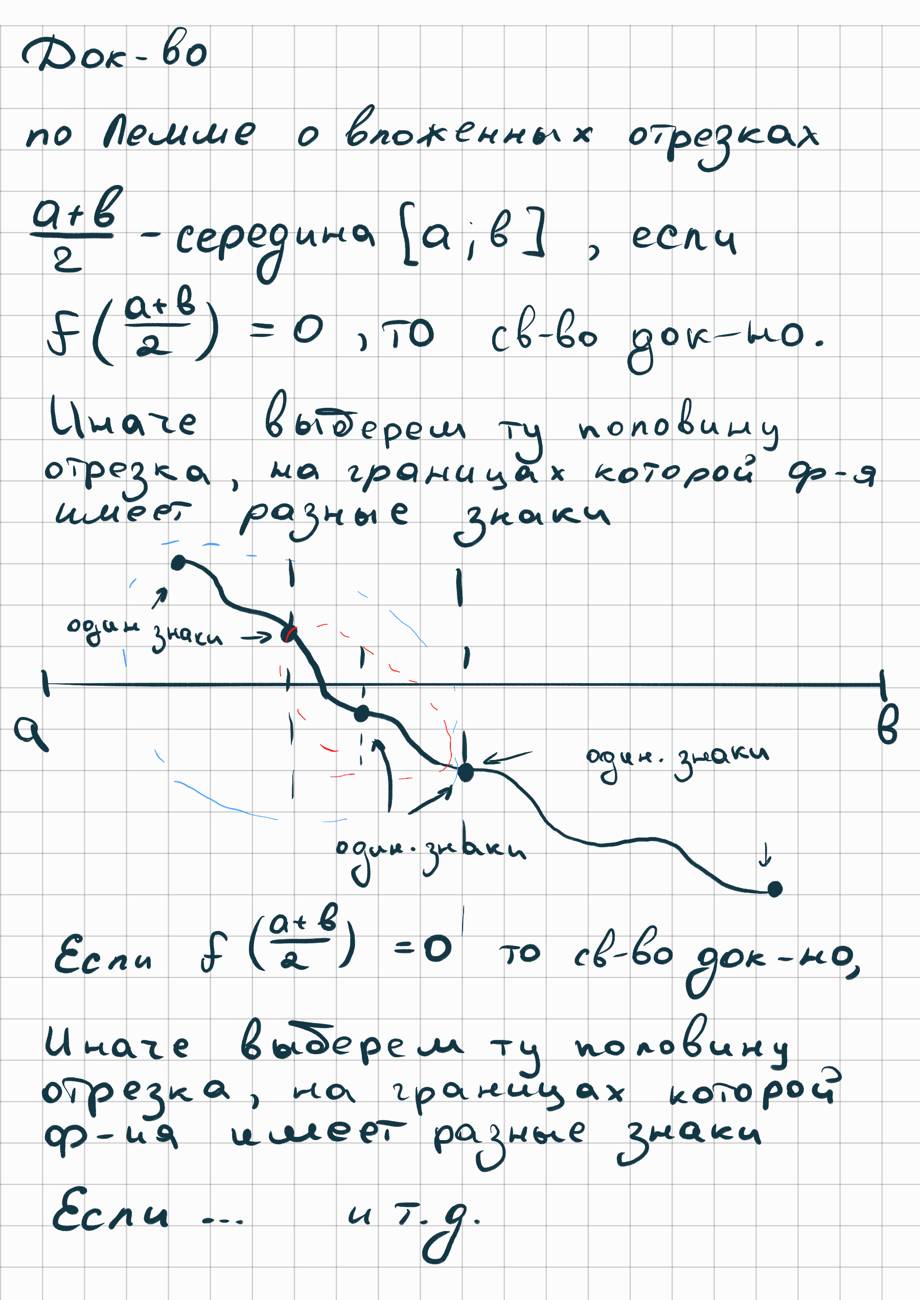 Док-во
по Лемме о вложенных отрезках
a+b/2 - середина [a;b], если
f(a+b/2) = 0, то св-во док-но.
Иначе выберем ту половину
отрезка, на границах которой ф-я
имеет разные знаки
один знаки
a
b
один. знаки
один. знаки
Если f(a+b/2) = 0 то св-во док-но,
Иначе выберем ту половину
отрезка, на границах которой
ф-ия имеет разные знаки
Если ... и т.д.